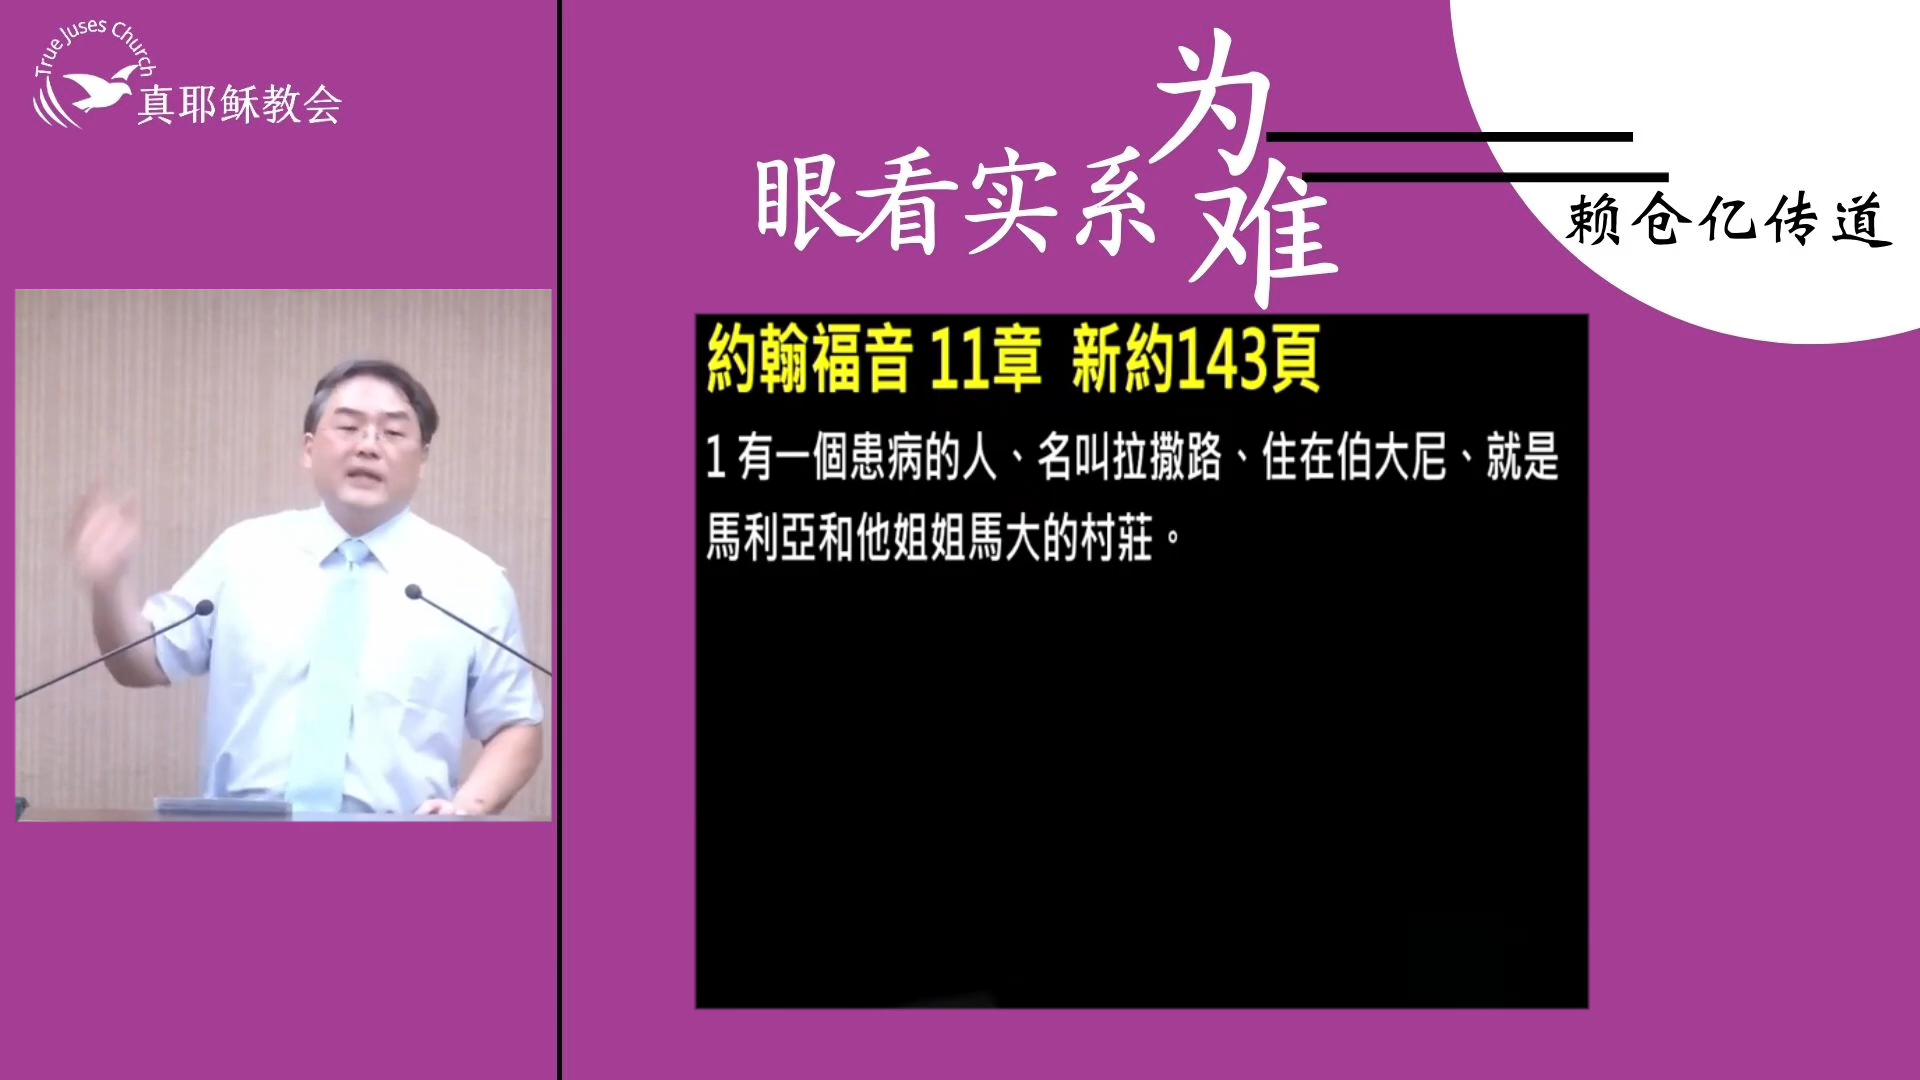 True Juses Church
真耶稣教会
眼看实系为难
赖仓亿传道
約翰福音 11章 新約143頁
1 有一個患病的人、名叫拉撒路、住在伯大尼、就是
馬利亞和他姐姐馬大的村莊。